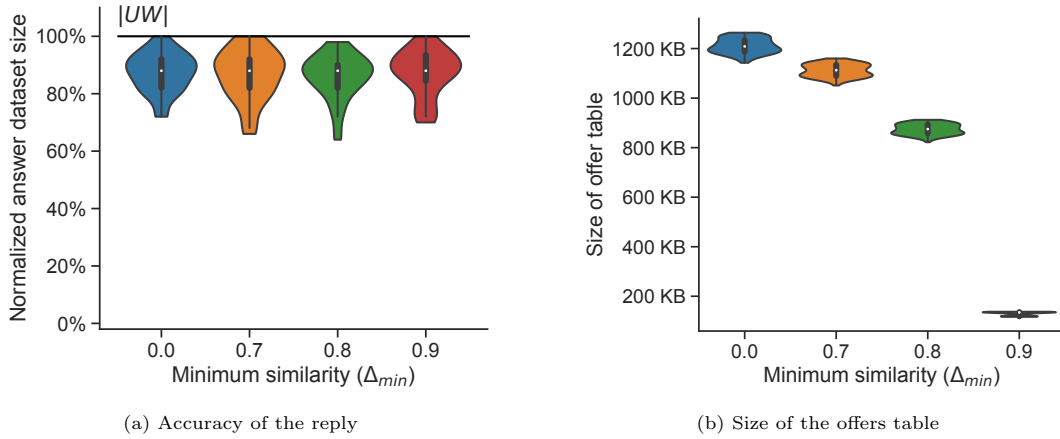 |UW|
Normalized answer dataset size
100%
80%
60%
40%
20%
0%
0.0 0.7 0.8 0.9
Minimum similarity (Δmin)
(a) Accuracy of the reply
Size of offer table
1200 KB
1000 KB
800 KB
600 KB
400 KB
200 KB
0.0 0.7 0.8 0.9
Minimum similarity (Δmin)
(b) Size of the offers table